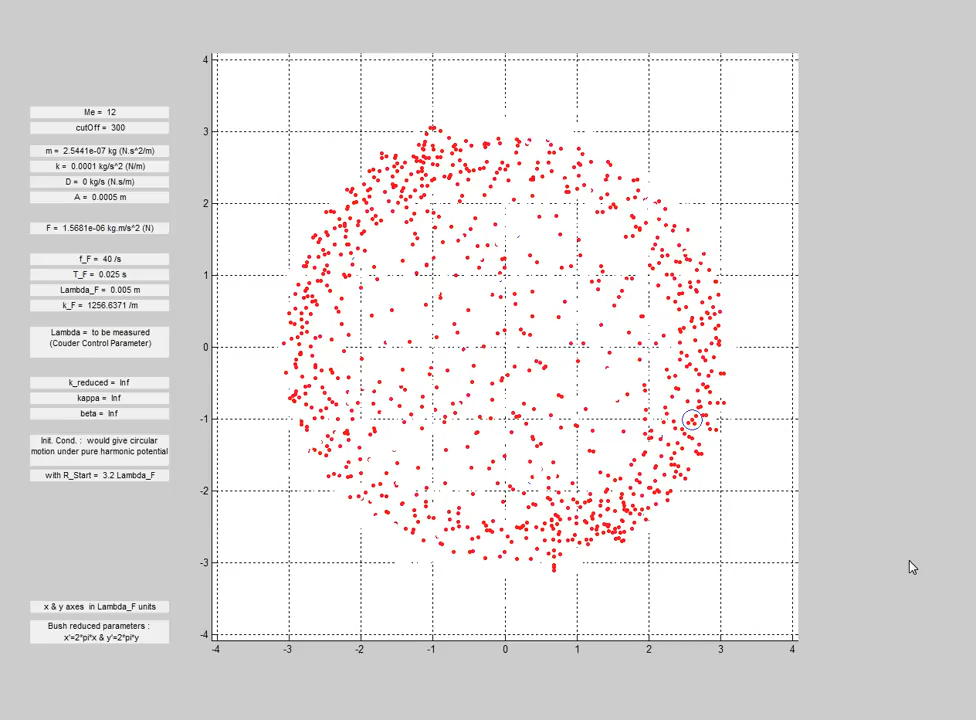 Me = 12
cutOff = 300
m = 2.5441e-07 kg (N.s^2/m)
k = 0.0001 kg/s^2 (N/m)
D = 0 kg/s (N.s/m)
A = 0.0005 m
F = 1.5681e-06 kg.m/s^2 (N)
f_F = 40 /s
T_F = 0.025 s
Lambda_F = 0.005 m
k_F = 1256.6371 /m
Lambda = to be measured
(Couder Control Parameter)
k_reduced = Inf
kappa = Inf
beta = Inf
Init. Cond. : would give circular
motion under pure harmonic potential
with R_Start = 3.2 Lambda_F
x & y axes in Lambda_F units
Bush reduced parameters :
x'=2*pi*x & y'=2*pi*y
4
3
2
1
0
-1
-2
-3
-4
-4 -3 -2 -1 0 1 2 3 4